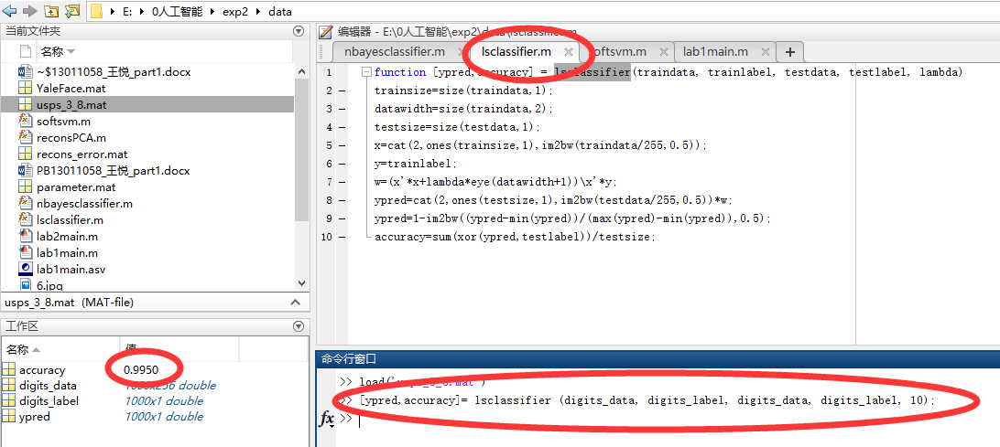 E: ▸ 0人工智能 ▸ exp2 ▸ data
当前文件夹
名称
~$13011058_王悦_part1.docx
YaleFace.mat
usps_3_8.mat
softsvm.m
reconsPCA.m
recons_error.mat
PB13011058_王悦_part1.docx
parameter.mat
nbayesclassifier.m
lsclassifier.m
lab2main.m
lab1main.m
lab1main.asv
6.jpg
usps_3_8.mat (MAT-file)
工作区
名称 值
accuracy 0.9950
digits_data 1000x256 double
digits_label 1000x1 double
ypred 1000x1 double
编辑器 - E:\0人工智能\exp2\data\lsclassifier.m
nbayesclassifier.m lsclassifier.m softsvm.m lab1main.m
1 function [ypred,accuracy] = lsclassifier(traindata, trainlabel, testdata, testlabel, lambda)
2 trainsize=size(traindata,1);
3 datawidth=size(traindata,2);
4 testsize=size(testdata,1);
5 x=cat(2,ones(trainsize,1),im2bw(traindata/255,0.5));
6 y=trainlabel;
7 w=(x'*x+lambda*eye(datawidth+1))\x'*y;
8 ypred=cat(2,ones(testsize,1),im2bw(testdata/255,0.5))*w;
9 ypred=1-im2bw((ypred-min(ypred))/(max(ypred)-min(ypred)),0.5);
10 accuracy=sum(xor(ypred,testlabel))/testsize;
命令行窗口
>> load('usps_3_8.mat')
>> [ypred,accuracy]= lsclassifier (digits_data, digits_label, digits_data, digits_label, 10);
fx >>